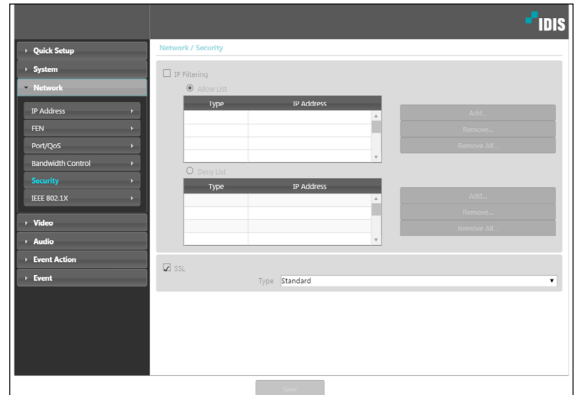 IDIS
Quick Setup
System
Network
IP Address
FEN
Port/QoS
Bandwidth Control
Security
IEEE 802.1X
Video
Audio
Event Action
Event
Network / Security
IP Filtering
Allow List
Type IP Address
Add...
Remove...
Remove All...
Deny List
Type IP Address
Add...
Remove...
Remove All...
SSL
Type Standard
Save